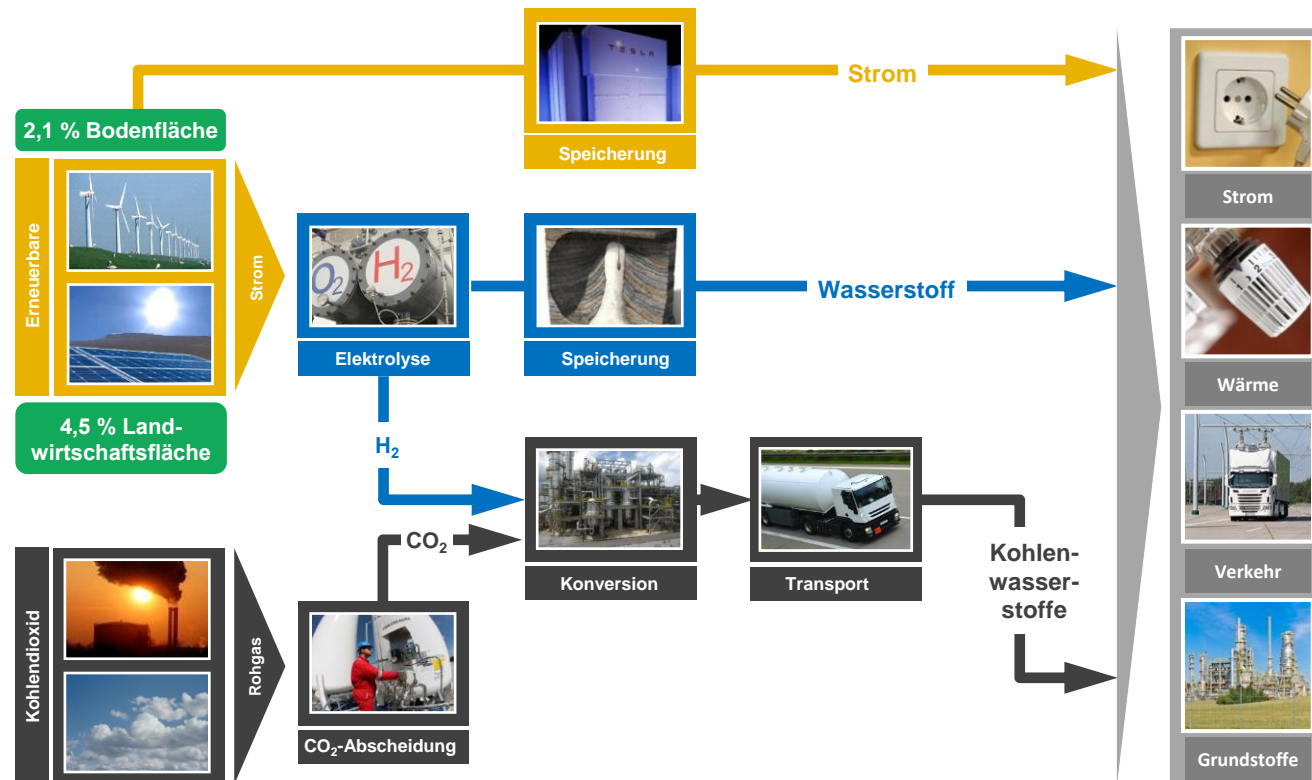 TESLA
Strom
2,1 % Bodenfläche
Speicherung
Erneuerbare
Strom
O2
H2
Elektrolyse
Speicherung
Wasserstoff
Strom
Wärme
4,5 % Land-
wirtschaftsfläche
H2
CO2
Konversion
Transport
Kohlen-
wasser-
stoffe
Verkehr
Kohlendioxid
Rohgas
CO2-Abscheidung
Grundstoffe